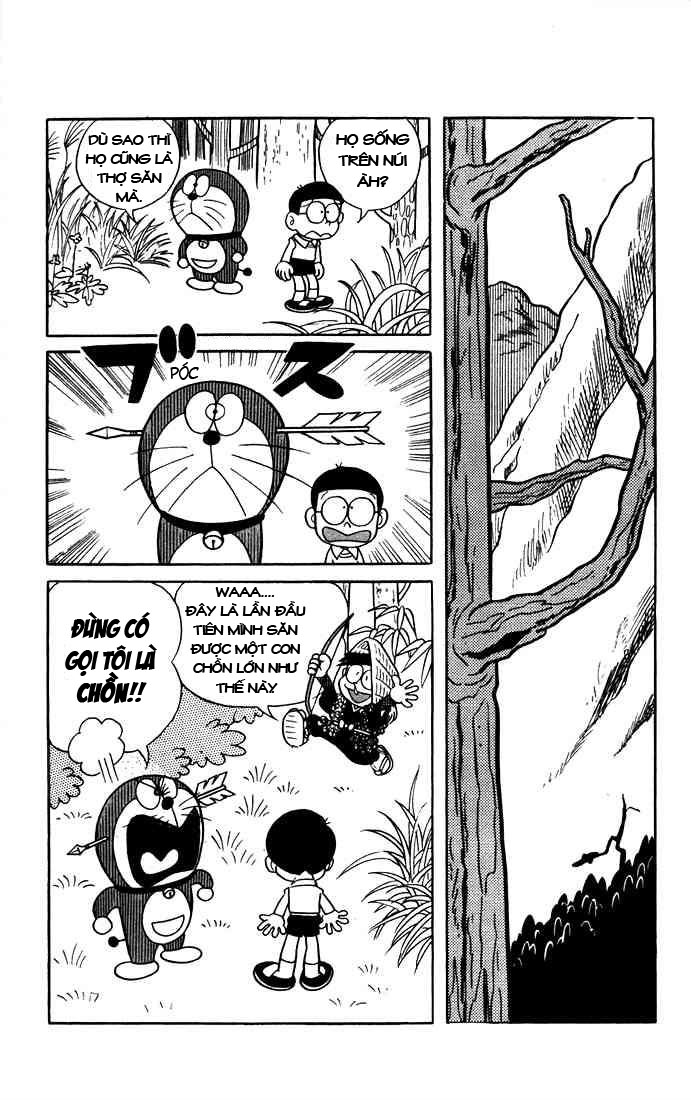 HỌ SỐNG
TRÊN NÚI
ÀH?
DÙ SAO THÌ
HỌ CŨNG LÀ
THỢ SĂN
MÀ.
ブス
PÓC
WAAA....
ĐÂY LÀ LẦN ĐẦU
TIÊN MÌNH SĂN
ĐƯỢC MỘT CON
CHỒN LỚN NHƯ
THẾ NÀY
ĐỪNG CÓ
GỌI TÔI LÀ
CHỒN!!